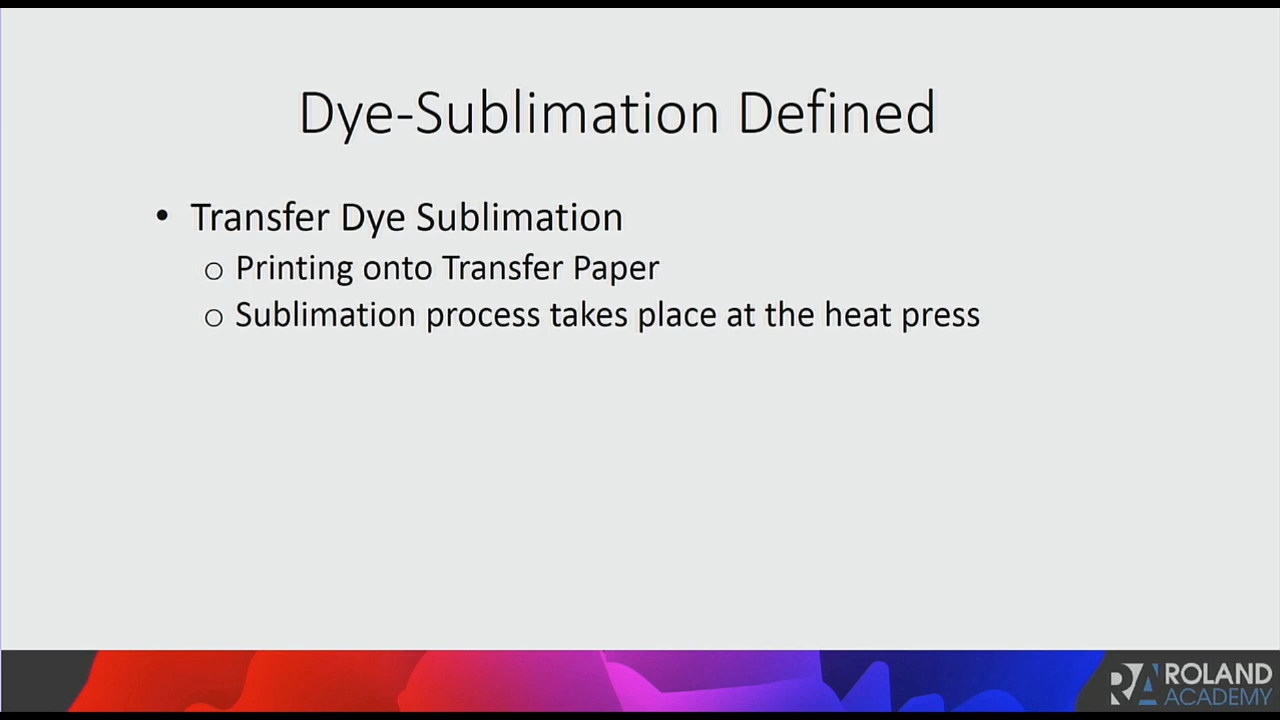 Dye-Sublimation Defined
• Transfer Dye Sublimation
o Printing onto Transfer Paper
o Sublimation process takes place at the heat press
RA ROLAND
ACADEMY